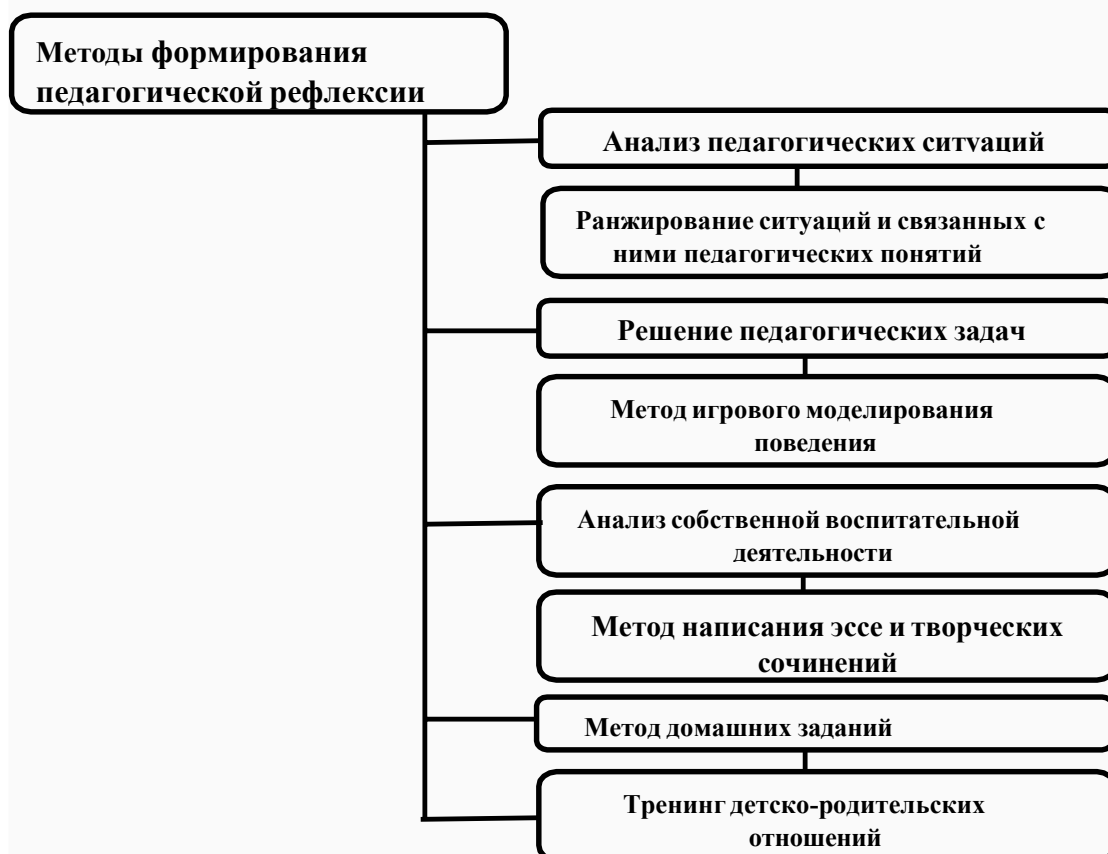 Методы формирования
педагогической рефлексии
Анализ педагогических ситуаций
Ранжирование ситуаций и связанных с
ними педагогических понятий
Решение педагогических задач
Метод игрового моделирования
поведения
Анализ собственной воспитательной
деятельности
Метод написания эссе и творческих
сочинений
Метод домашних заданий
Тренинг детско-родительских
отношений